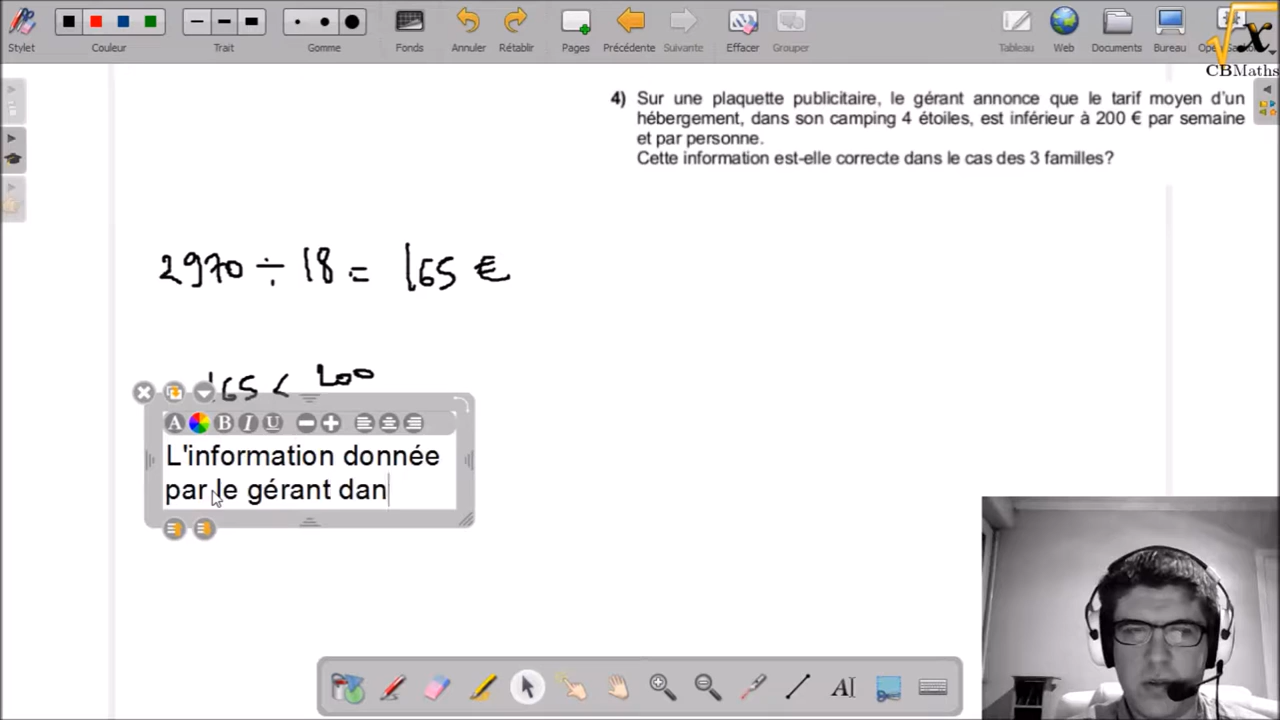 Stylet
Couleur
Trait
Gomme
Fonds
Annuler
Rétablir
Pages
Précédente
Suivante
Effacer
Grouper
Tableau
Web
Documents
Bureau
√x
CBMaths
4) Sur une plaquette publicitaire, le gérant annonce que le tarif moyen d'un
hébergement, dans son camping 4 étoiles, est inférieur à 200 € par semaine
et par personne.
Cette information est-elle correcte dans le cas des 3 familles?
2970 ÷ 18 = 165 €
165 < 200
A B I U
L'information donnée
par le gérant dan
AI